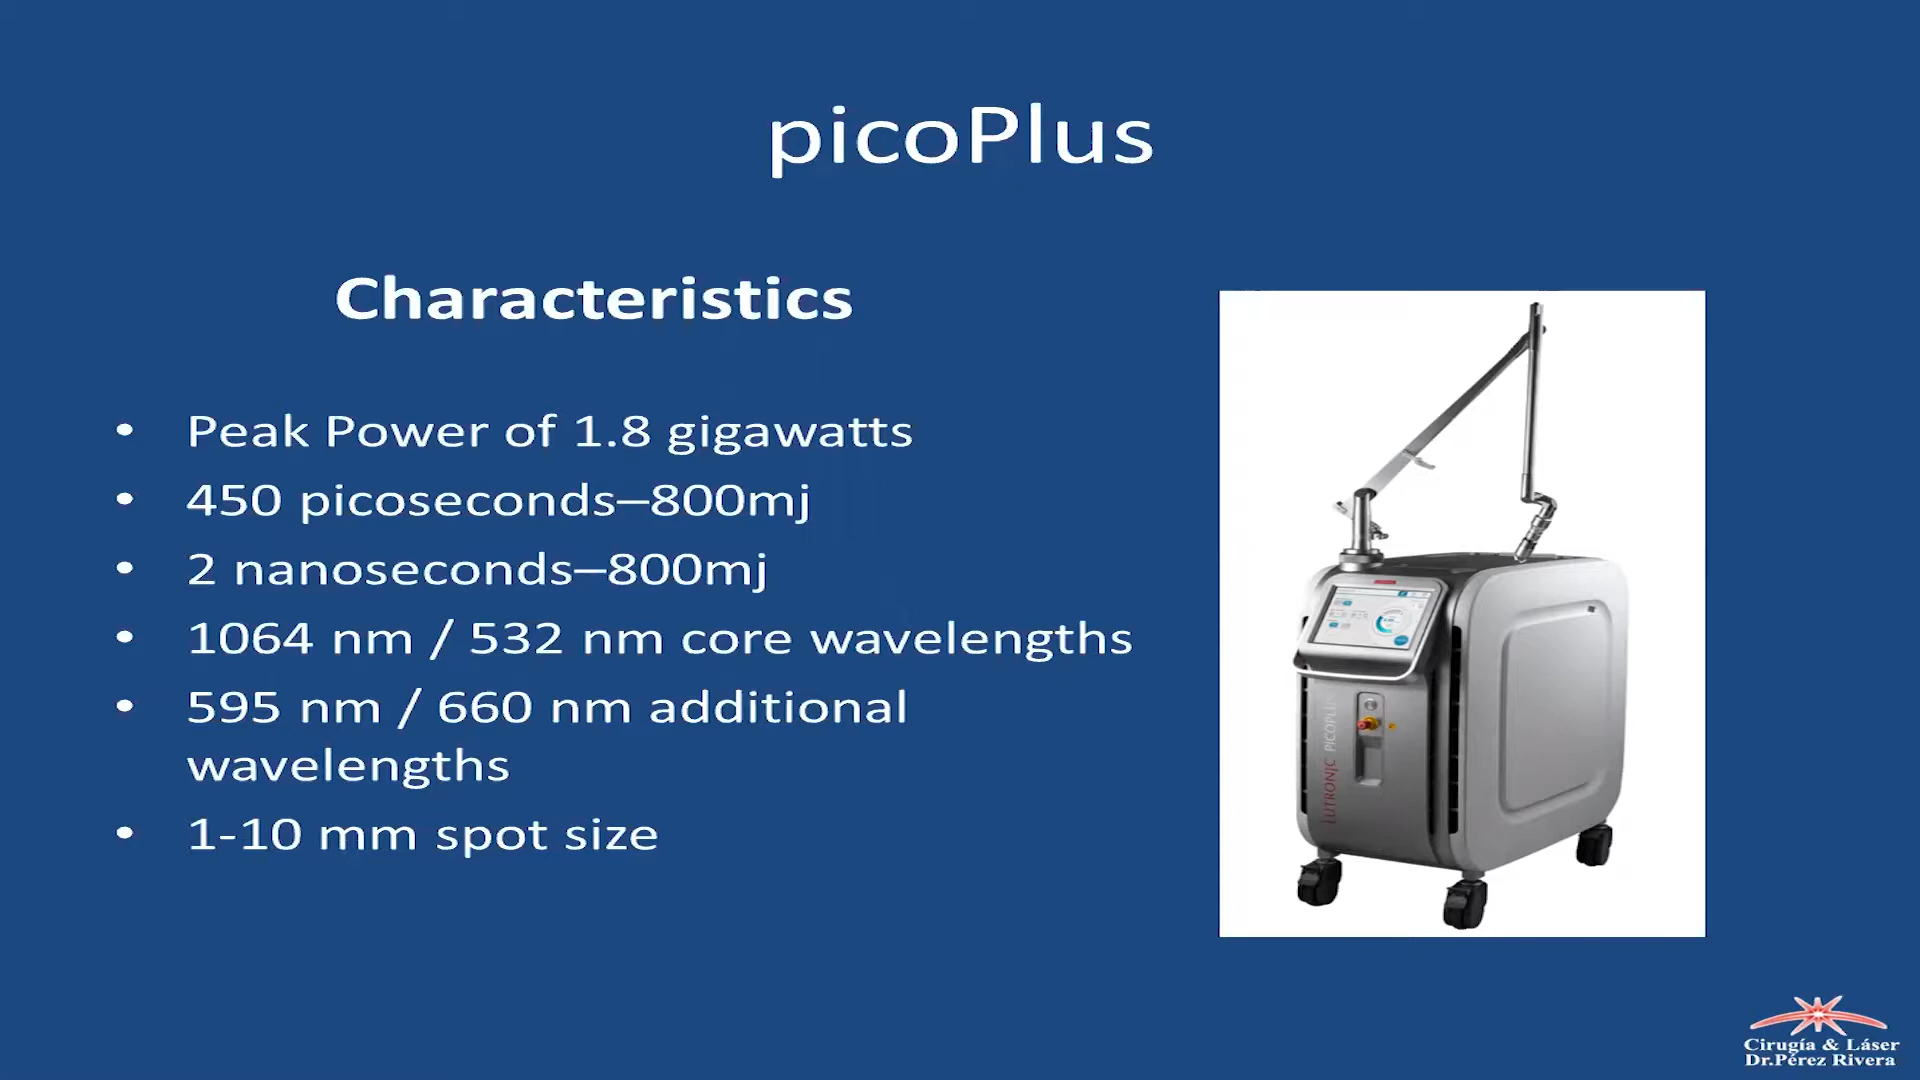 picoPlus
Characteristics
• Peak Power of 1.8 gigawatts
• 450 picoseconds–800mj
• 2 nanoseconds–800mj
• 1064 nm / 532 nm core wavelengths
• 595 nm / 660 nm additional
wavelengths
• 1-10 mm spot size
LUTRONIC PICOPLUS
Cirugía & Láser
Dr.Pérez Rivera